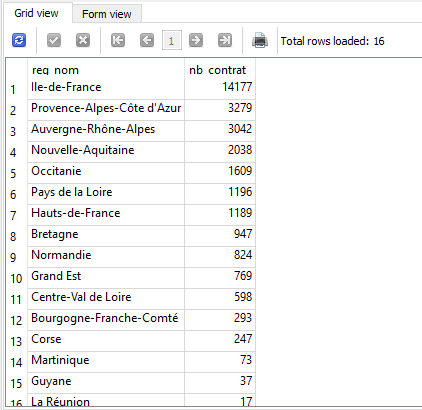 Grid view Form view
1 Total rows loaded: 16
reg_nom nb_contrat
1 Ile-de-France 14177
2 Provence-Alpes-Côte d'Azur 3279
3 Auvergne-Rhône-Alpes 3042
4 Nouvelle-Aquitaine 2038
5 Occitanie 1609
6 Pays de la Loire 1196
7 Hauts-de-France 1189
8 Bretagne 947
9 Normandie 824
10 Grand Est 769
11 Centre-Val de Loire 598
12 Bourgogne-Franche-Comté 293
13 Corse 247
14 Martinique 73
15 Guyane 37
16 La Réunion 17